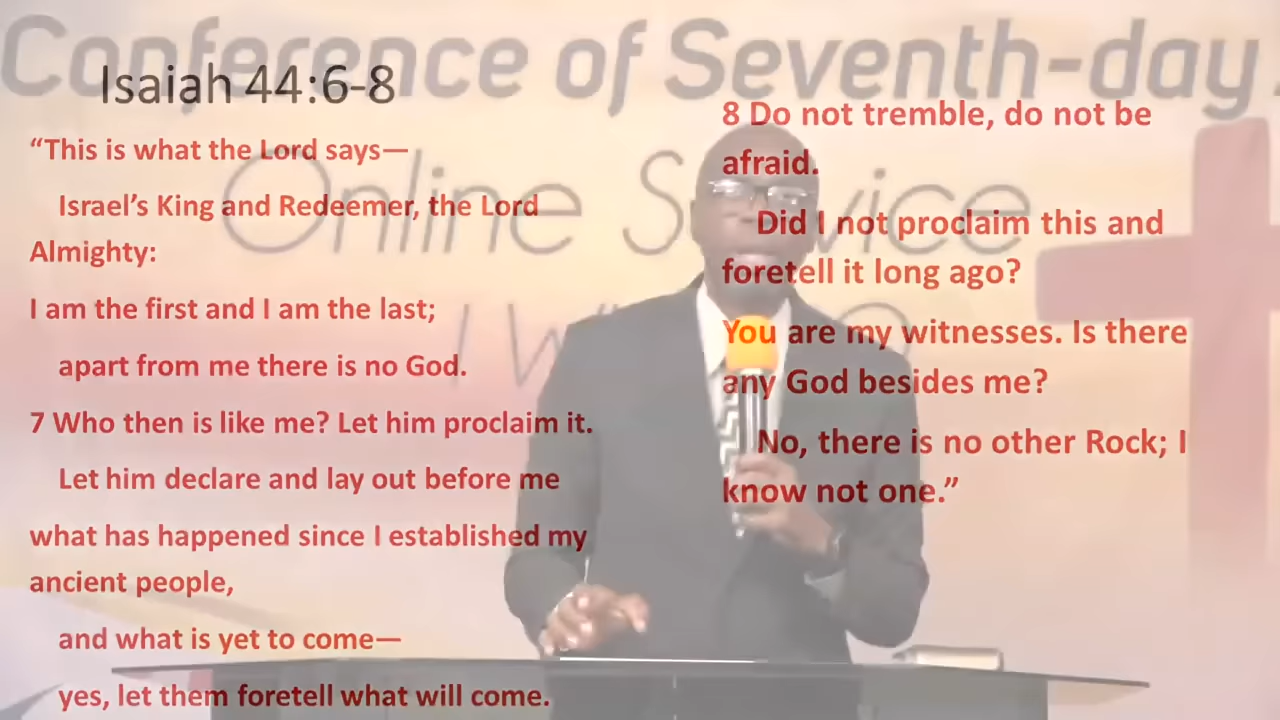 Conference of Seventh-day
Isaiah 44:6-8
“This is what the Lord says—
Israel’s King and Redeemer, the Lord
Almighty:
I am the first and I am the last;
apart from me there is no God.
7 Who then is like me? Let him proclaim it.
Let him declare and lay out before me
what has happened since I established my
ancient people,
and what is yet to come—
yes, let them foretell what will come.
8 Do not tremble, do not be
afraid.
Did I not proclaim this and
foretell it long ago?
You are my witnesses. Is there
any God besides me?
No, there is no other Rock; I
know not one.”
Online Service
I